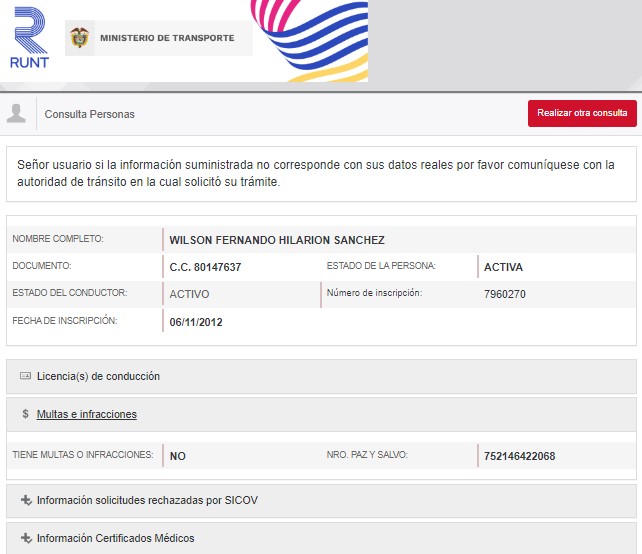 RUNT
MINISTERIO DE TRANSPORTE
Consulta Personas
Realizar otra consulta
Señor usuario si la información suministrada no corresponde con sus datos reales por favor comuníquese con la
autoridad de tránsito en la cual solicitó su trámite.
NOMBRE COMPLETO: WILSON FERNANDO HILARION SANCHEZ
DOCUMENTO: C.C. 80147637 ESTADO DE LA PERSONA: ACTIVA
ESTADO DEL CONDUCTOR: ACTIVO Número de inscripción: 7960270
FECHA DE INSCRIPCIÓN: 06/11/2012
Licencia(s) de conducción
$ Multas e infracciones
TIENE MULTAS O INFRACCIONES: NO NRO. PAZ Y SALVO: 752146422068
Información solicitudes rechazadas por SICOV
Información Certificados Médicos